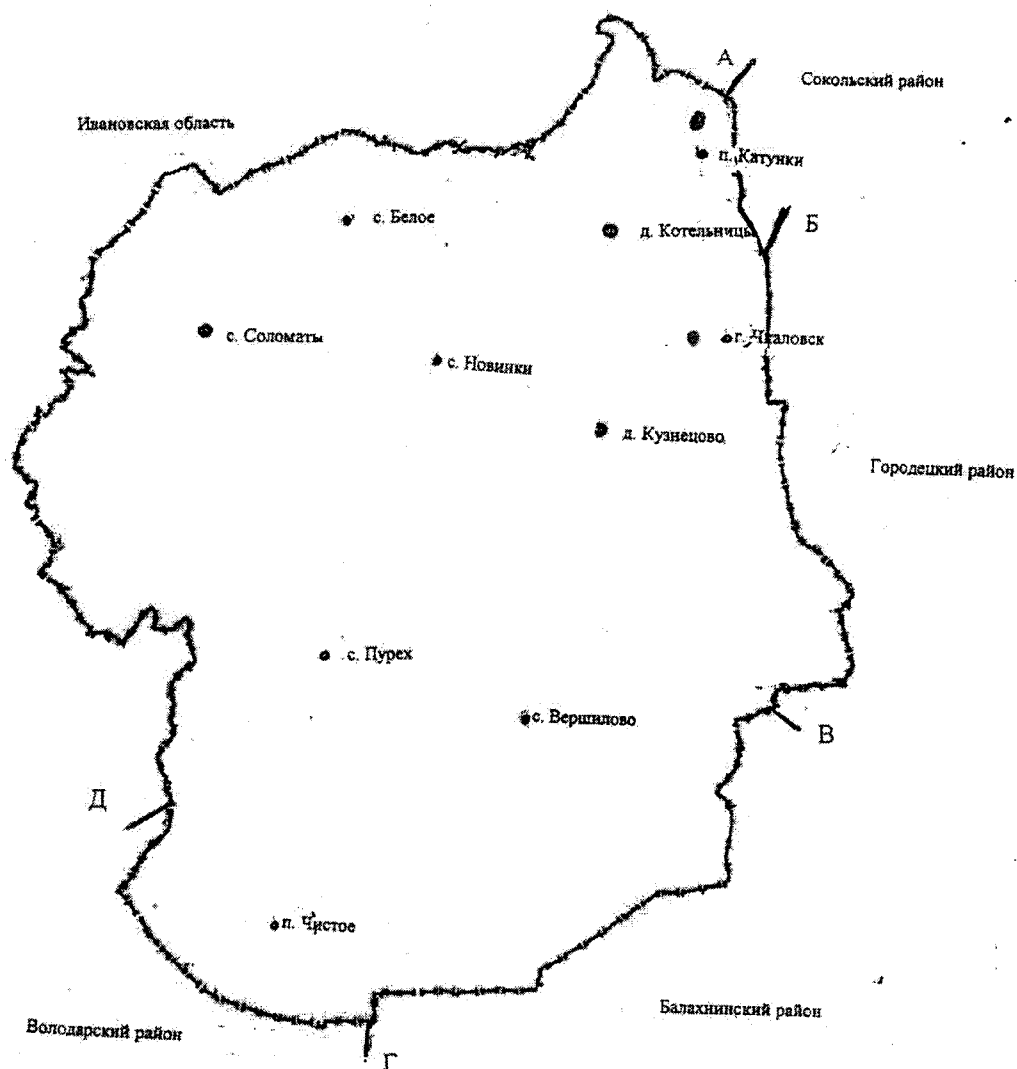 А
Сокольский район
Ивановская область
п. Катунки
с. Белое
д. Котельницы
Б
с. Соломаты
г. Чкаловск
с. Новинки
д. Кузнецово
Городецкий район
с. Пурех
с. Вершилово
В
Д
п. Чистое
Балахнинский район
Володарский район
Г